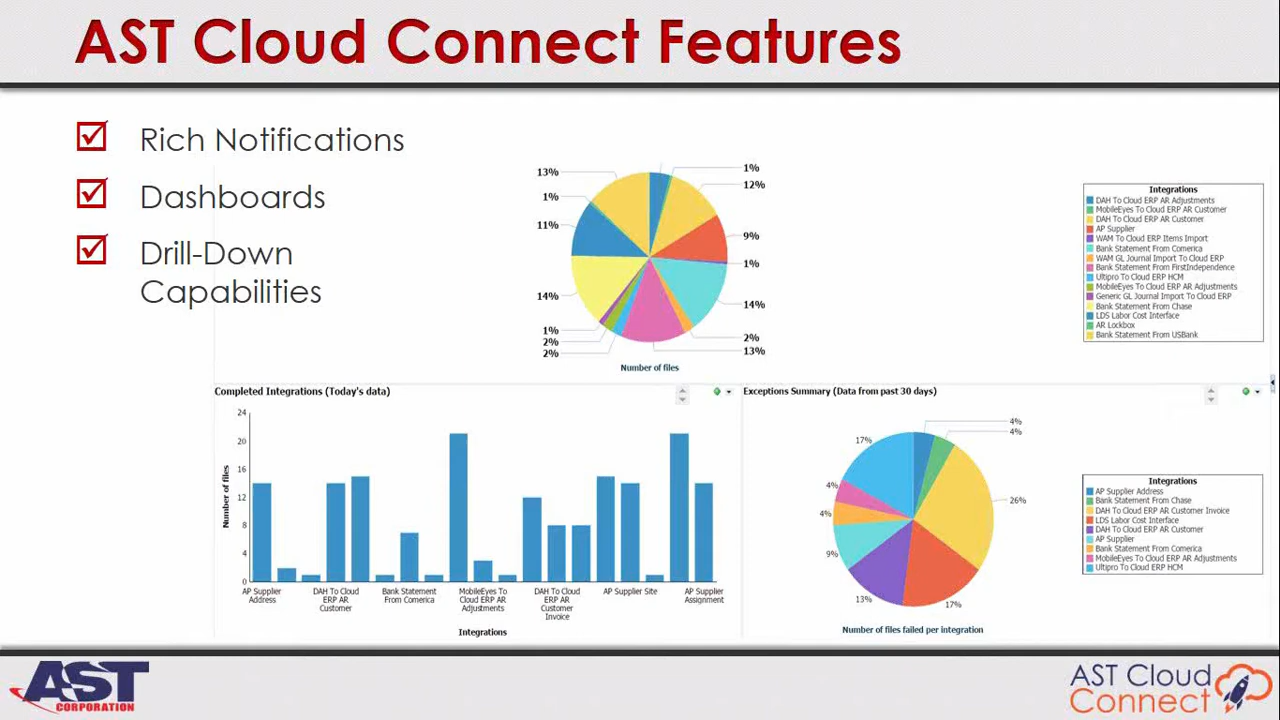 AST Cloud Connect Features
Rich Notifications
Dashboards
Drill-Down
Capabilities
13%
1%
11%
14%
1%
2%
2%
1%
12%
9%
1%
14%
2%
13%
Number of files
Integrations
DAH To Cloud ERP AR Adjustments
MobileEyes To Cloud ERP AR Customer
DAH To Cloud ERP AR Customer
AP Supplier
WAM To Cloud ERP Items Import
Bank Statement From Comerica
WAM GL Journal Import To Cloud ERP
Bank Statement From FirstIndependence
Ultipro To Cloud ERP HCM
MobileEyes To Cloud ERP AR Adjustments
Generic GL Journal Import To Cloud ERP
Bank Statement From Chase
LDS Labor Cost Interface
AR Lockbox
Bank Statement From USBank
Completed Integrations (Today's data)
Number of files
24
20
16
12
8
4
0
AP Supplier
Address
DAH To Cloud
ERP AR
Customer
Bank Statement
From Comerica
MobileEyes To
Cloud ERP AR
Adjustments
DAH To Cloud
ERP AR
Customer
Invoice
AP Supplier Site
AP Supplier
Assignment
Integrations
Exceptions Summary (Data from past 30 days)
4%
4%
26%
17%
13%
9%
4%
4%
17%
Number of files failed per integration
Integrations
AP Supplier Address
Bank Statement From Chase
DAH To Cloud ERP AR Customer Invoice
LDS Labor Cost Interface
DAH To Cloud ERP AR Customer
AP Supplier
Bank Statement From Comerica
MobileEyes To Cloud ERP AR Adjustments
Ultipro To Cloud ERP HCM
AST
CORPORATION
AST Cloud
Connect